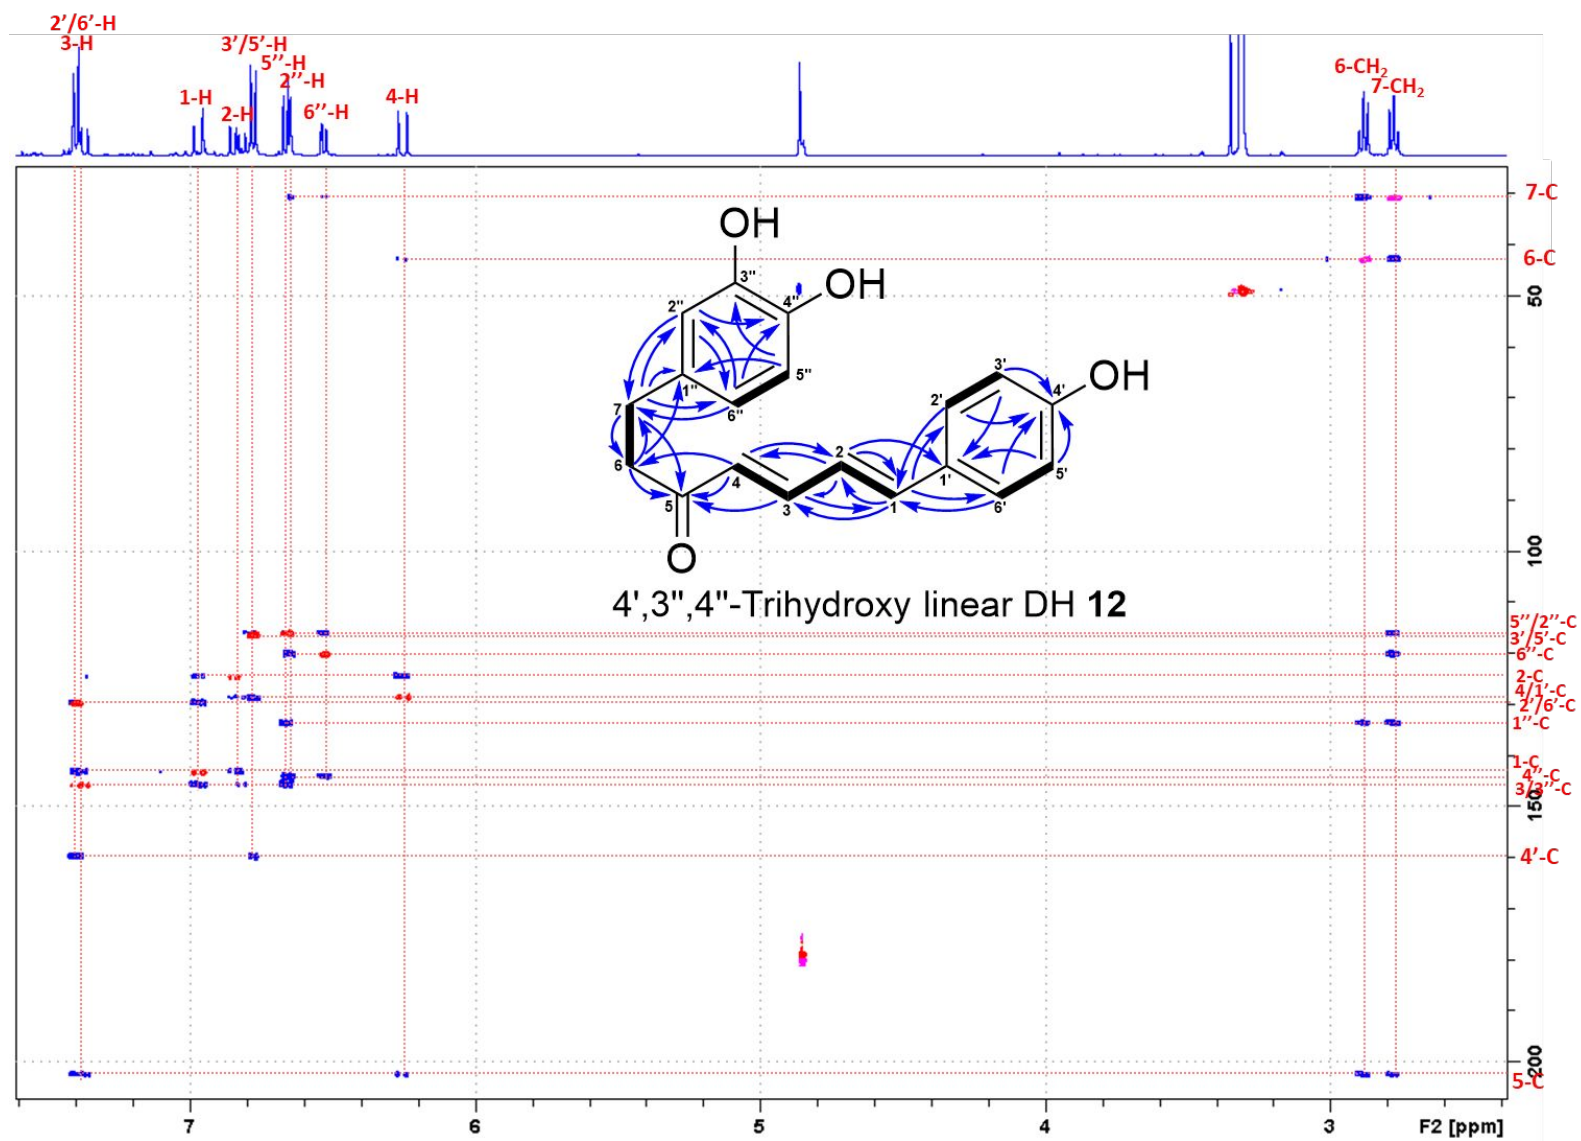 2’/6’-H
3-H
1-H
2-H
3’/5’-H
5’’-H
2’’-H
6’’-H
4-H
6-CH₂
7-CH₂
7-C
6-C
50
OH
OH
3"
4"
2"
5"
1"
6"
7
6
5
4
3
2
1
O
OH
3'
4'
2'
5'
1'
6'
100
4',3'',4''-Trihydroxy linear DH 12
5’’/2’’-C
3’/5’-C
6’’-C
2-C
4/1’-C
2’/6’-C
1’’-C
1-C
4’’-C
3/3’’-C
150
4’-C
200
5-C
7
6
5
4
3
F2 [ppm]